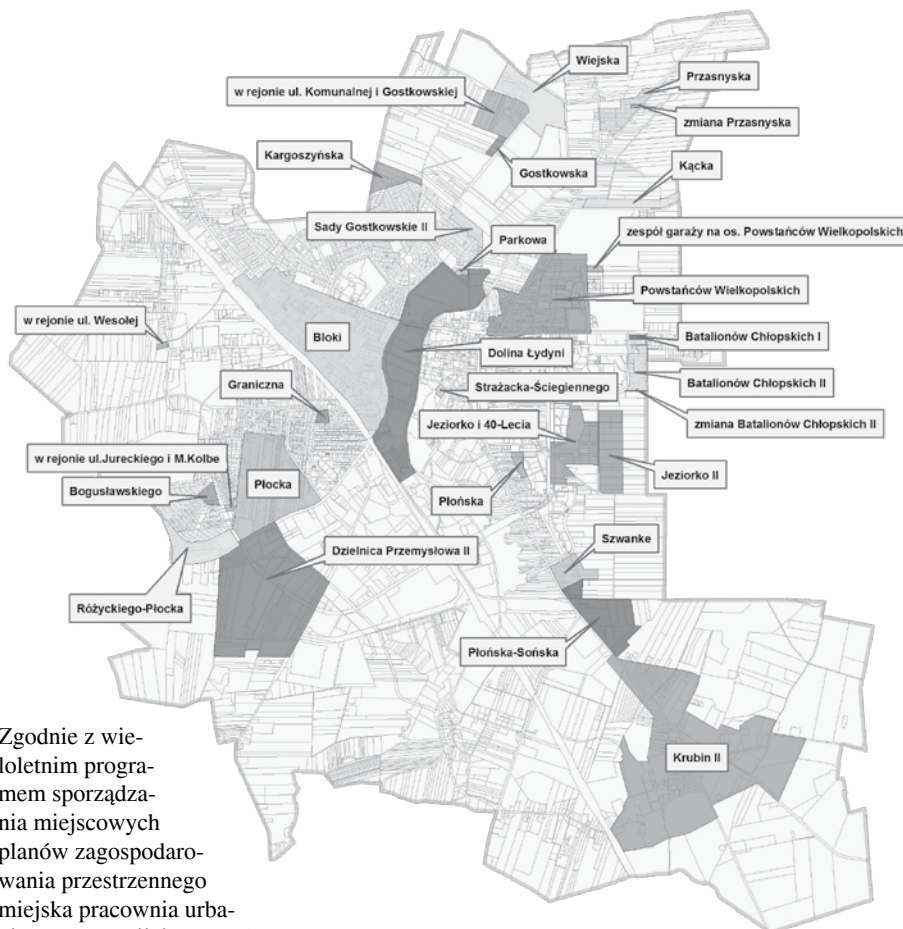 Wiejska
Przasnyska
w rejonie ul. Komunalnej i Gostkowskiej
zmiana Przasnyska
Kargoszyńska
Gostkowska
Kącka
Sady Gostkowskie II
zespół garaży na os. Powstańców Wielkopolskich
Parkowa
Powstańców Wielkopolskich
w rejonie ul. Wesołej
Bloki
Batalionów Chłopskich I
Dolina Łydyni
Graniczna
Strażacka-Ściegiennego
Batalionów Chłopskich II
Jeziorko i 40-Lecia
zmiana Batalionów Chłopskich II
w rejonie ul.Jureckiego i M.Kolbe
Jeziorko II
Płocka
Bogusławskiego
Płońska
Szwanke
Dzielnica Przemysłowa II
Różyckiego-Płocka
Płońska-Sońska
Krubin II
Zgodnie z wie-
loletnim progra-
mem sporządza-
nia miejscowych
planów zagospodaro-
wania przestrzennego
miejska pracownia urba-